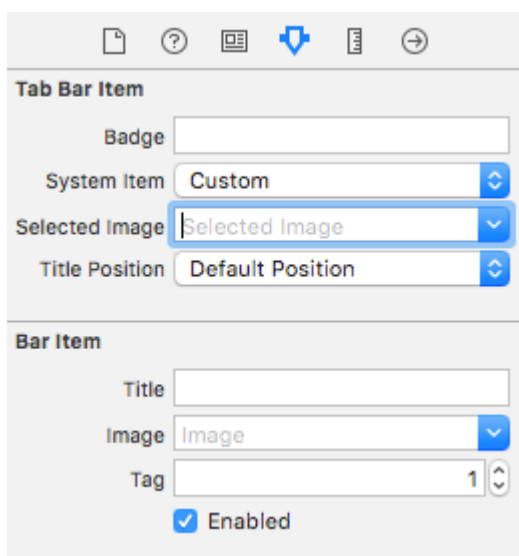 Tab Bar Item
Badge
System Item Custom
Selected Image Selected Image
Title Position Default Position
Bar Item
Title
Image Image
Tag 1
Enabled